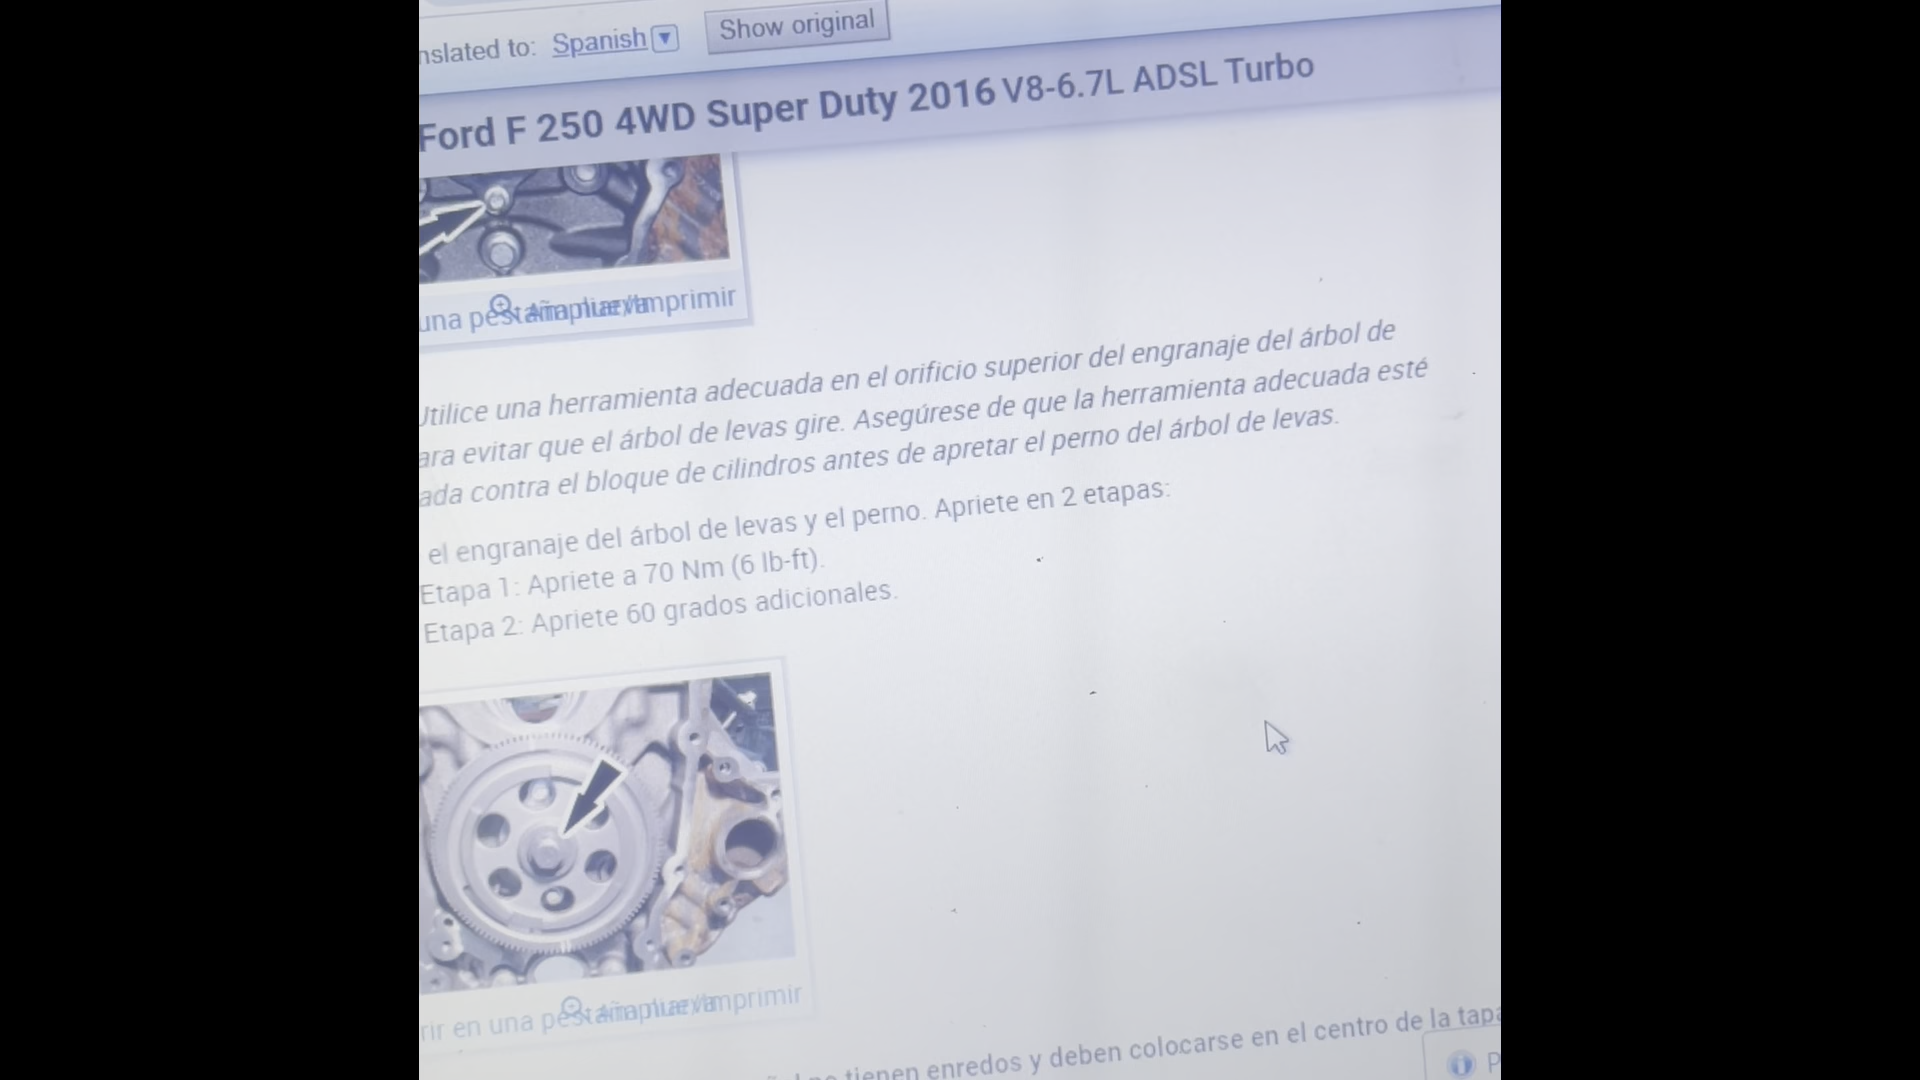 nslated to: Spanish Show original
Ford F 250 4WD Super Duty 2016 V8-6.7L ADSL Turbo
una
Utilice una herramienta adecuada en el orificio superior del engranaje del árbol de
ara evitar que el árbol de levas gire. Asegúrese de que la herramienta adecuada esté
ada contra el bloque de cilindros antes de apretar el perno del árbol de levas.
el engranaje del árbol de levas y el perno. Apriete en 2 etapas:
Etapa 1: Apriete a 70 Nm (6 lb-ft).
Etapa 2: Apriete 60 grados adicionales.
rir en una
tienen enredos y deben colocarse en el centro de la tapa
P